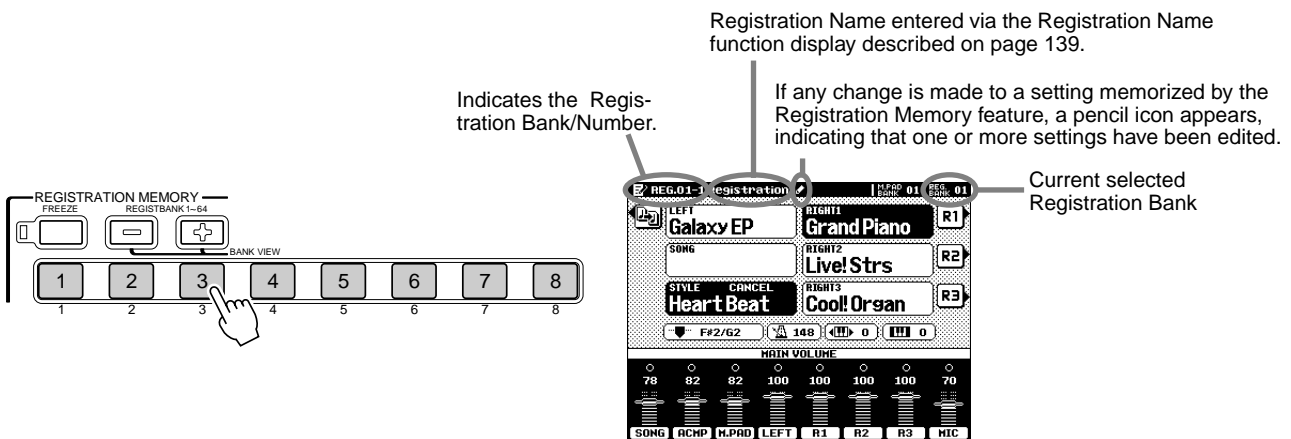 Registration Name entered via the Registration Name
function display described on page 139.
Indicates the Regis-
tration Bank/Number.
If any change is made to a setting memorized by the
Registration Memory feature, a pencil icon appears,
indicating that one or more settings have been edited.
Current selected
Registration Bank
REGISTRATION MEMORY
FREEZE
REGISTBANK 1~64
BANK VIEW
1 2 3 4 5 6 7 8
1 2 3 4 5 6 7 8
REG.01-1 Registration M.PAD BANK 01 REG. BANK 01
LEFT
Galaxy EP
RIGHT1
Grand Piano
R1
SONG
RIGHT2
Live! Strs
R2
STYLE CANCEL
Heart Beat
RIGHT3
Cool! Organ
R3
F#2/G2 148 0 0
MAIN VOLUME
78 82 82 100 100 100 100 70
SONG ACMP M.PAD LEFT R1 R2 R3 MIC